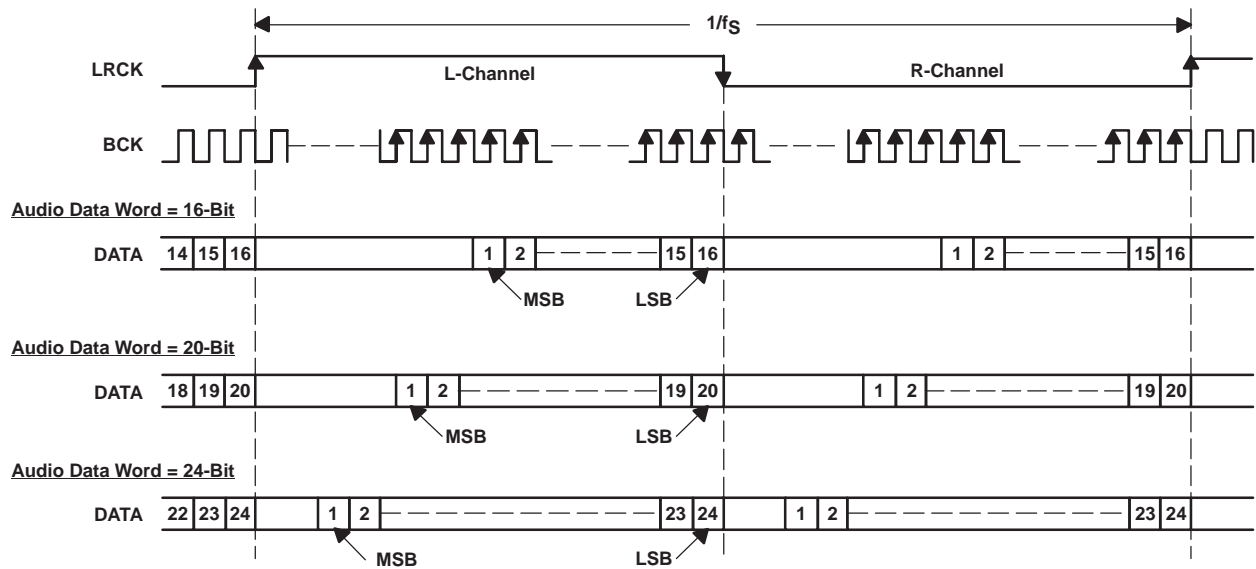 1/fS
LRCK L-Channel R-Channel
BCK
Audio Data Word = 16-Bit
DATA 14 15 16 1 2 15 16 1 2 15 16
MSB LSB
Audio Data Word = 20-Bit
DATA 18 19 20 1 2 19 20 1 2 19 20
MSB LSB
Audio Data Word = 24-Bit
DATA 22 23 24 1 2 23 24 1 2 23 24
MSB LSB